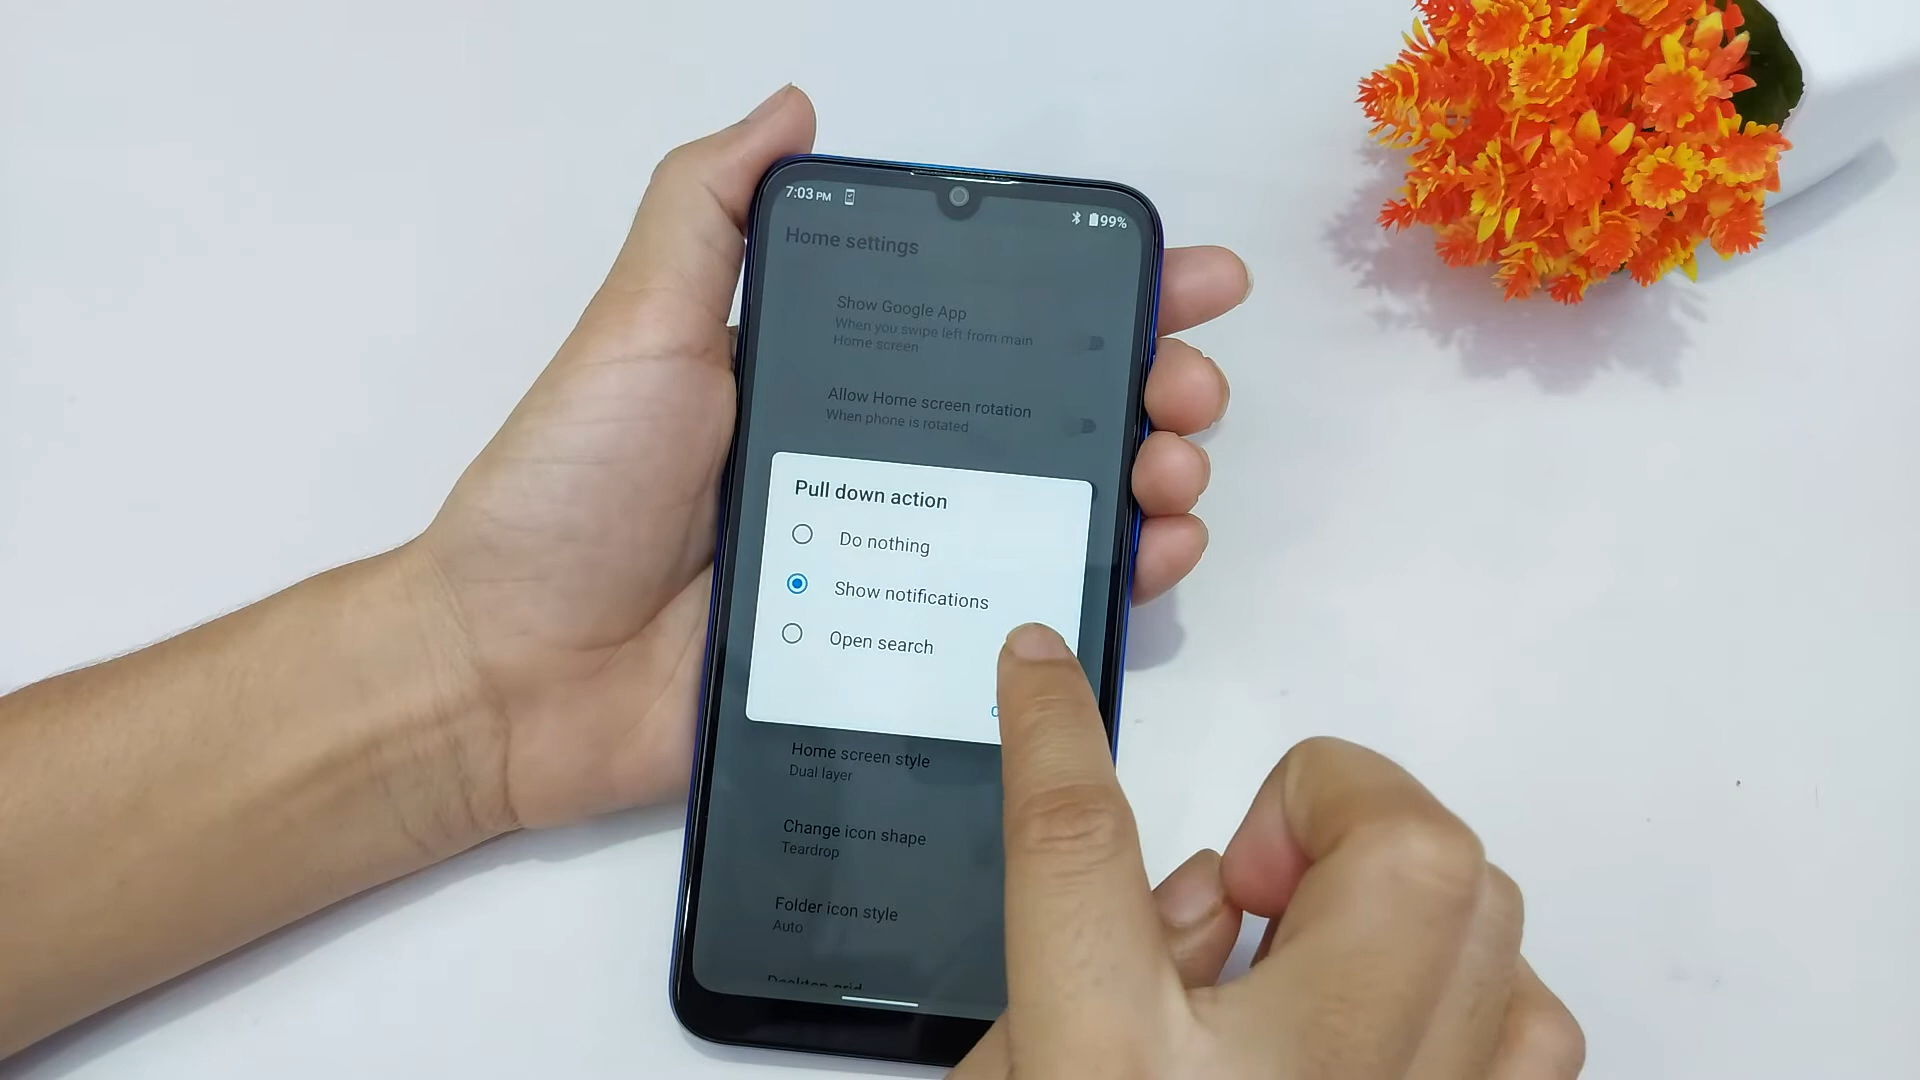 7:03 PM
99%
Home settings
Show Google App
When you swipe left from main
Home screen
Allow Home screen rotation
When phone is rotated
Pull down action
Do nothing
Show notifications
Open search
Home screen style
Dual layer
Change icon shape
Teardrop
Folder icon style
Auto
Desktop grid